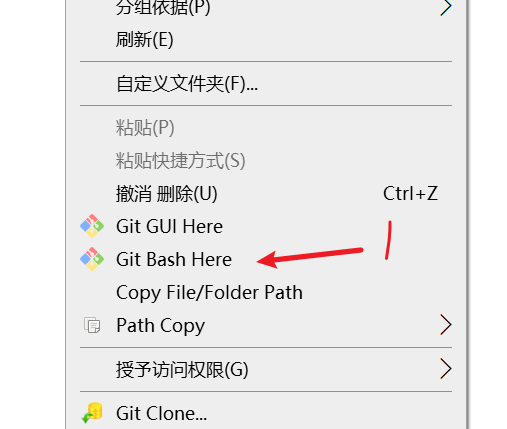 分组依据(P)
刷新(E)
自定义文件夹(F)...
粘贴(P)
粘贴快捷方式(S)
撤消 删除(U) Ctrl+Z
Git GUI Here
Git Bash Here
Copy File/Folder Path
Path Copy
授予访问权限(G)
Git Clone...